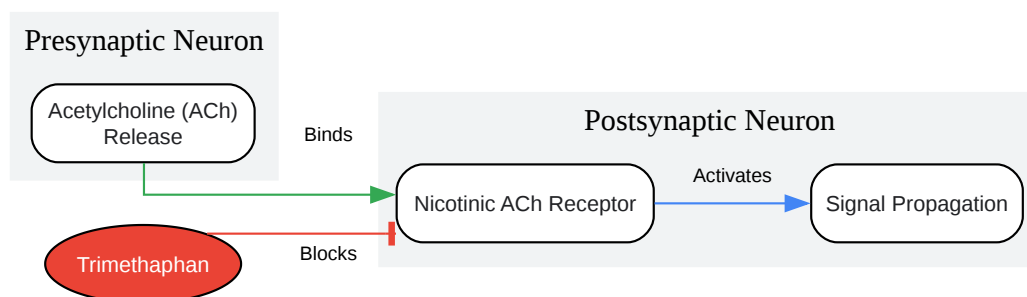 Presynaptic Neuron
Acetylcholine (ACh)
Release
Binds
Postsynaptic Neuron
Nicotinic ACh Receptor
Activates
Signal Propagation
Trimethaphan
Blocks